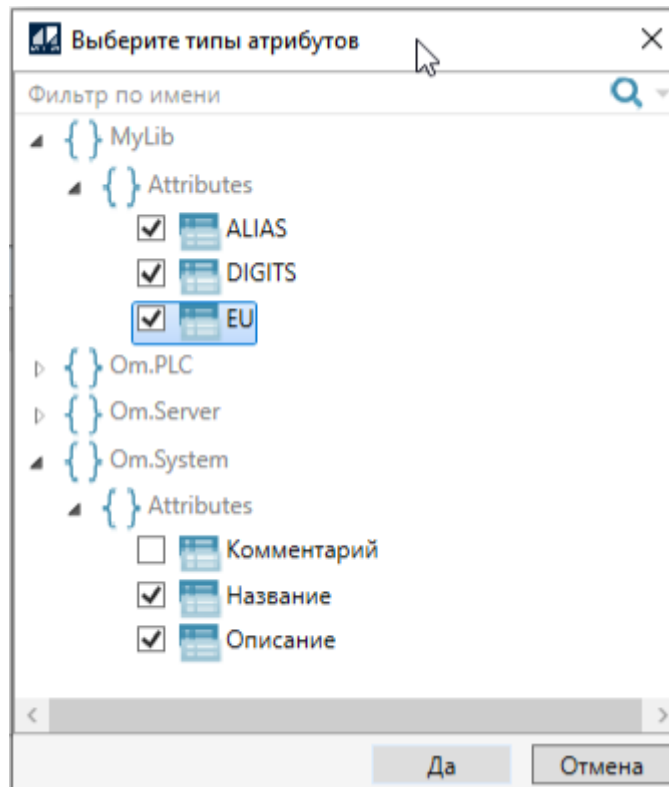 Выберите типы атрибутов
Фильтр по имени
MyLib
Attributes
ALIAS
DIGITS
EU
Om.PLC
Om.Server
Om.System
Attributes
Комментарий
Название
Описание
Да
Отмена